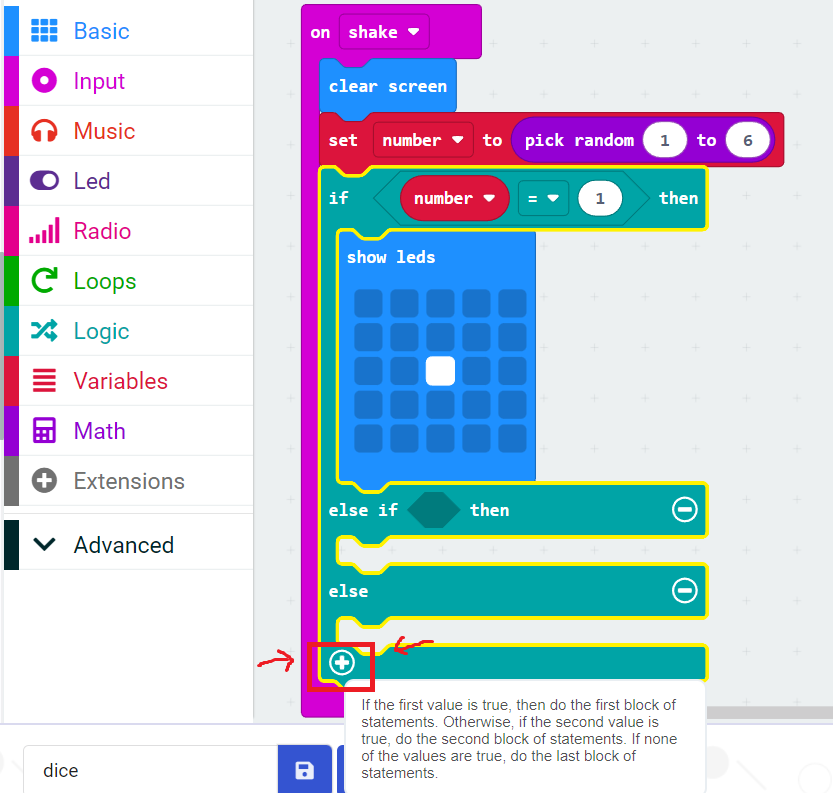 Basic
Input
Music
Led
Radio
Loops
Logic
Variables
Math
Extensions
Advanced
on shake
clear screen
set number to pick random 1 to 6
if number = 1 then
show leds
else if then
else
If the first value is true, then do the first block of
statements. Otherwise, if the second value is
true, do the second block of statements. If none
of the values are true, do the last block of
statements.
dice